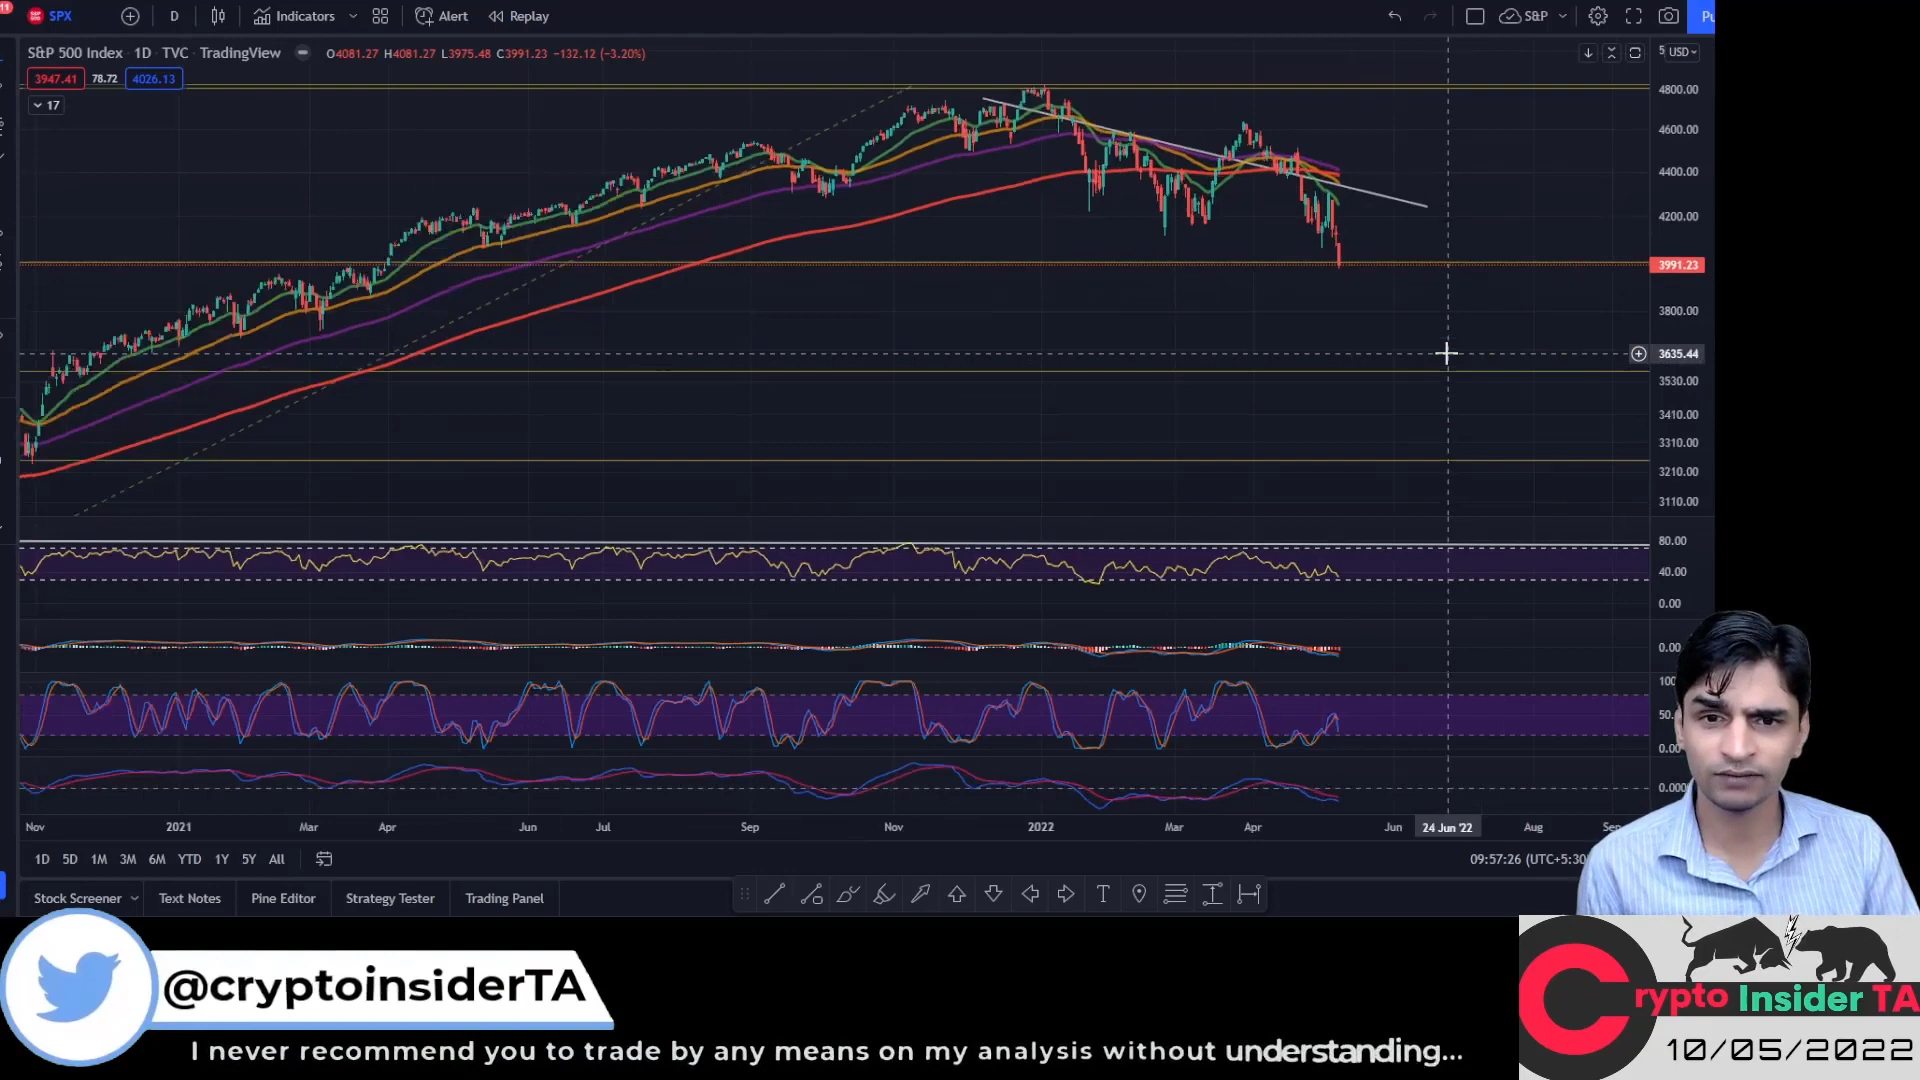 11
SPX
D
Indicators
Alert
Replay
S&P
Pu
S&P 500 Index 1D TVC TradingView
O4081.27 H4081.27 L3975.48 C3991.23 −132.12 (−3.20%)
3947.41 78.72 4026.13
17
5 USD
4800.00
4600.00
4400.00
4200.00
3991.23
3800.00
3635.44
3530.00
3410.00
3310.00
3210.00
3110.00
80.00
40.00
0.00
0.00
100
50.
0.00
0.000
Nov 2021 Mar Apr Jun Jul Sep Nov 2022 Mar Apr Jun 24 Jun '22 Aug Sep
1D 5D 1M 3M 6M YTD 1Y 5Y All
09:57:26 (UTC+5:30
Stock Screener Text Notes Pine Editor Strategy Tester Trading Panel
T
@cryptoinsiderTA
I never recommend you to trade by any means on my analysis without understanding...
Crypto Insider TA
10/05/2022